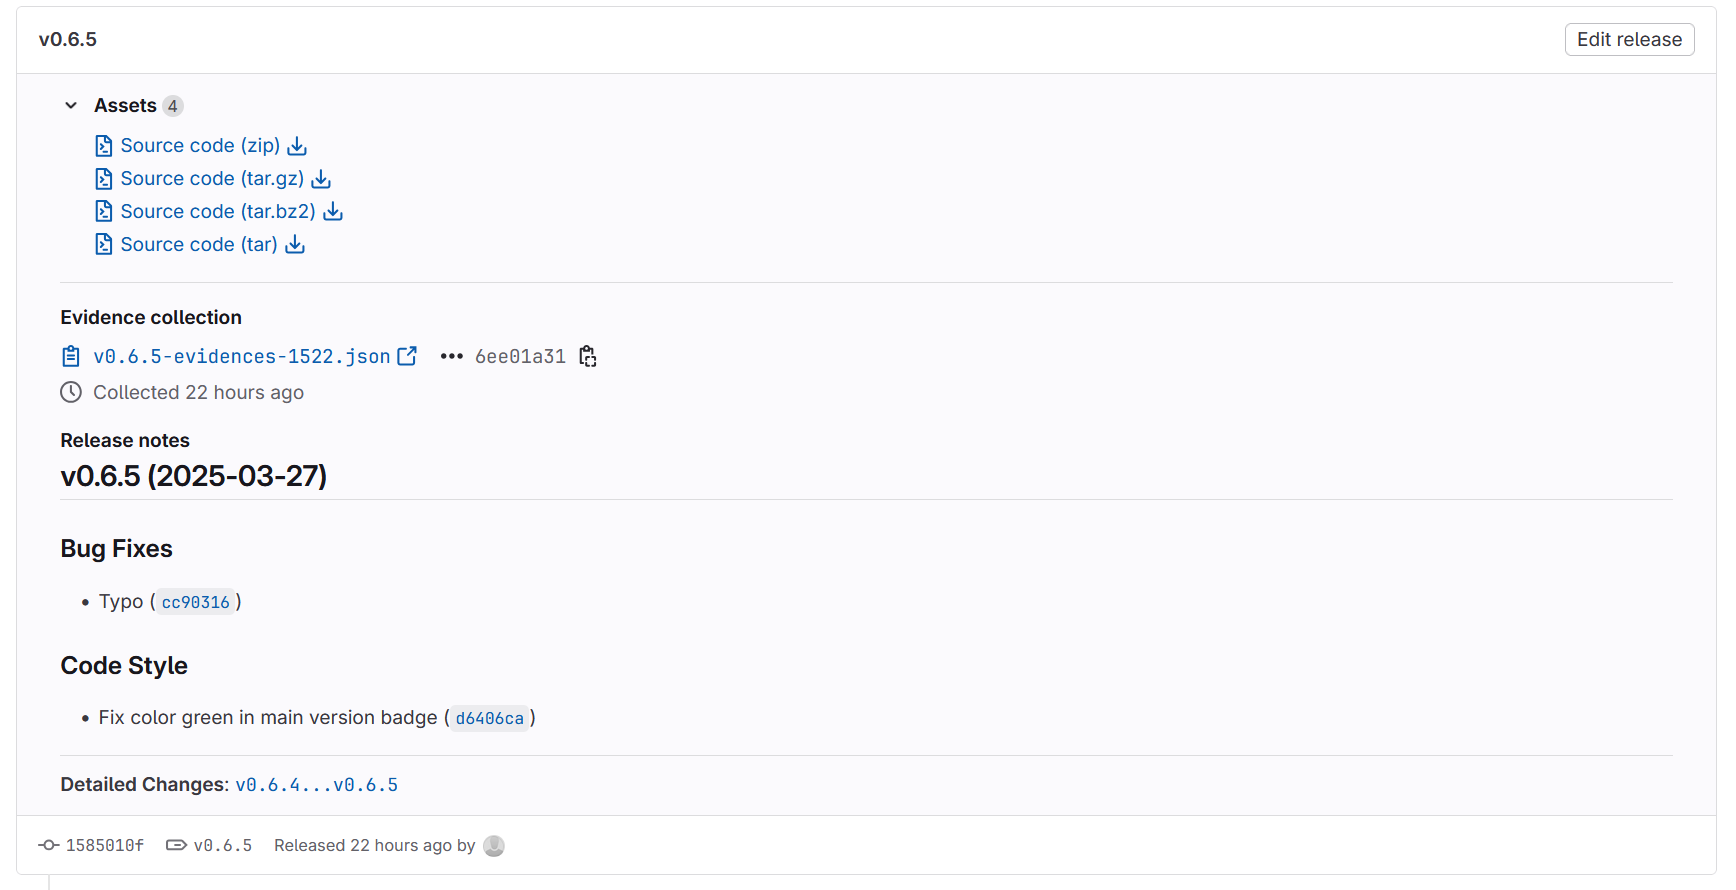 v0.6.5 Edit release
Assets 4
Source code (zip)
Source code (tar.gz)
Source code (tar.bz2)
Source code (tar)
Evidence collection
v0.6.5-evidences-1522.json ••• 6ee01a31
Collected 22 hours ago
Release notes
v0.6.5 (2025-03-27)
Bug Fixes
• Typo (cc90316)
Code Style
• Fix color green in main version badge (d6406ca)
Detailed Changes: v0.6.4...v0.6.5
1585010f v0.6.5 Released 22 hours ago by